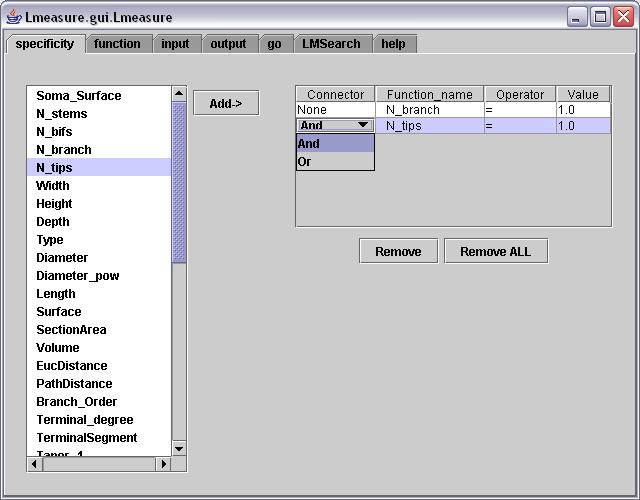 Lmeasure.gui.Lmeasure
specificity function input output go LMSearch help
Soma_Surface
N_stems
N_bifs
N_branch
N_tips
Width
Height
Depth
Type
Diameter
Diameter_pow
Length
Surface
SectionArea
Volume
EucDistance
PathDistance
Branch_Order
Terminal_degree
TerminalSegment
Taper_1
Add->
Connector Function_name Operator Value
None N_branch = 1.0
And N_tips = 1.0
And
Or
Remove Remove ALL